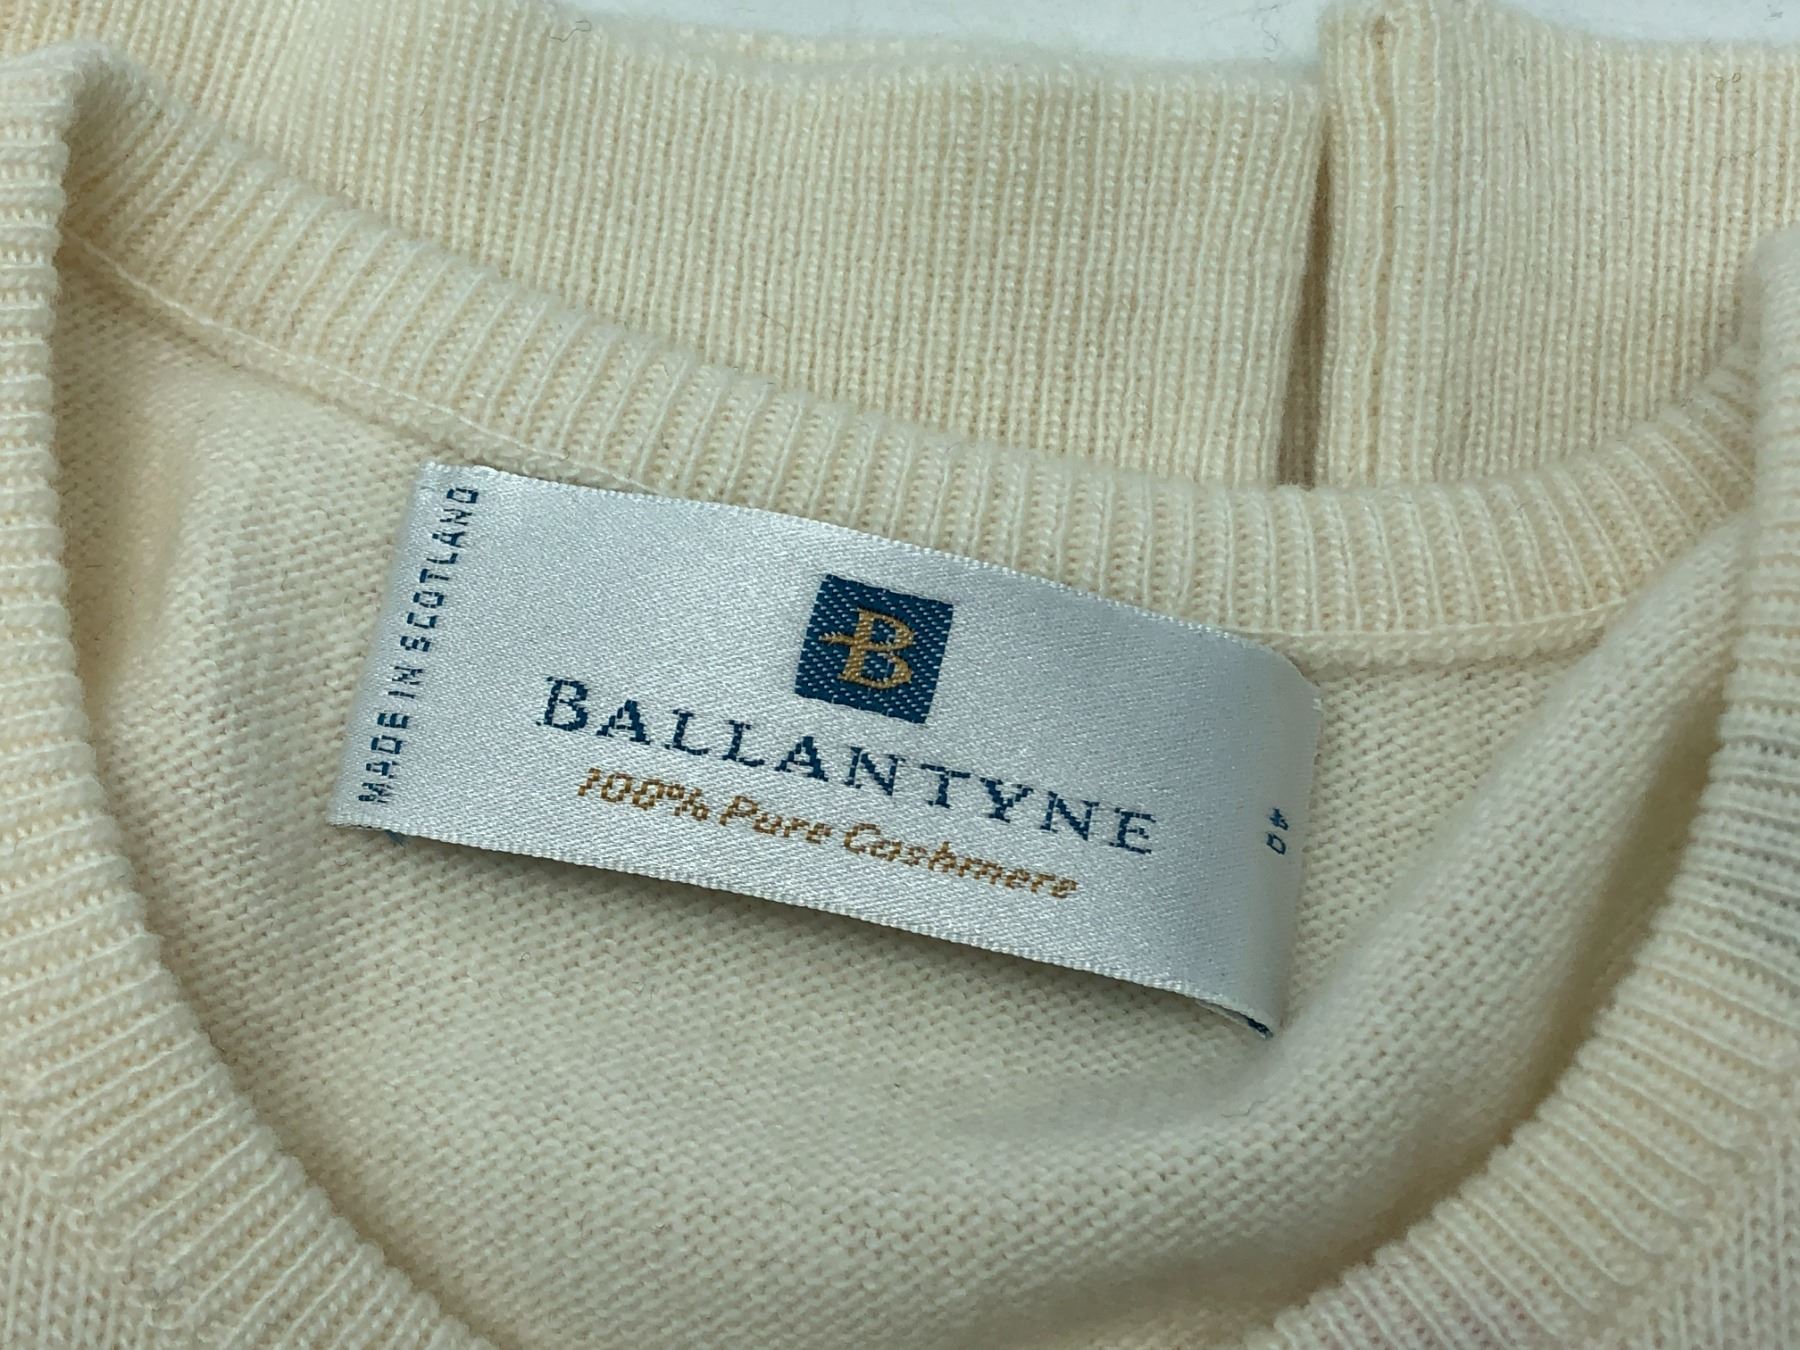 MADE IN SCOTLAND
B
BALLANTYNE
100% Pure Cashmere
40